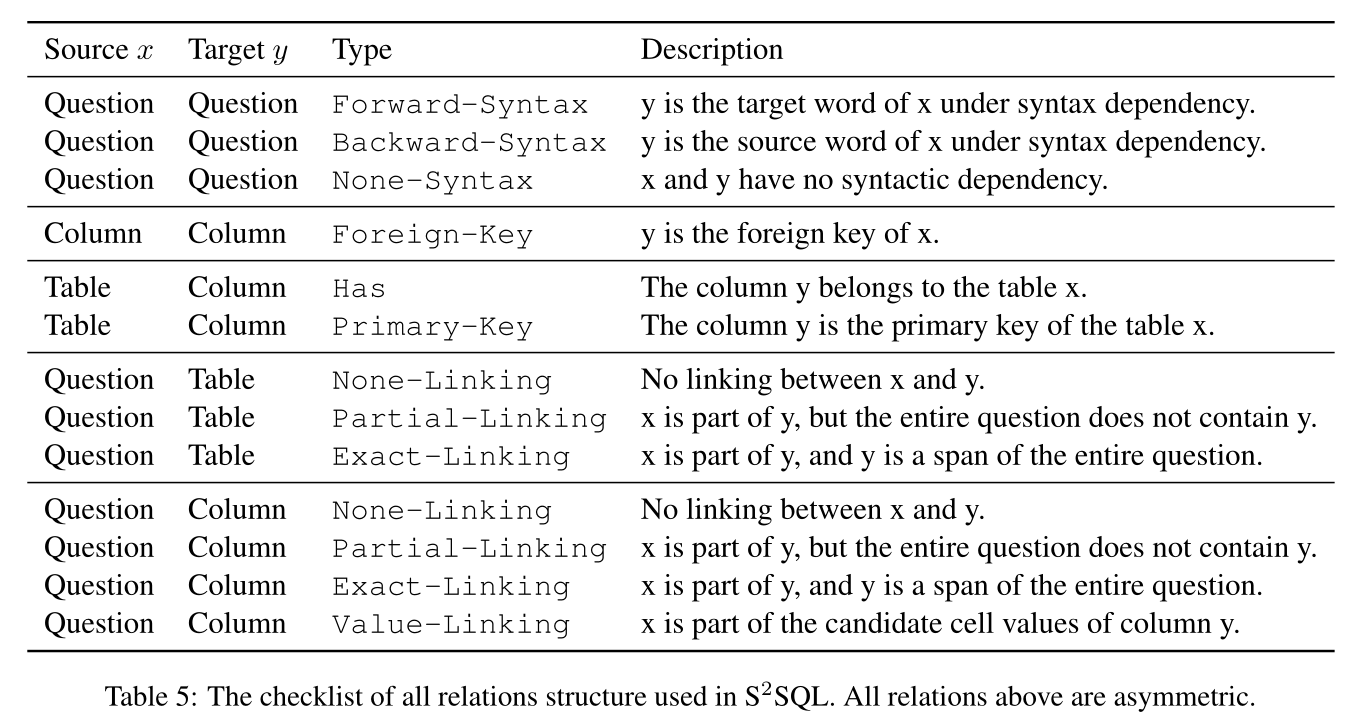 Source x Target y Type Description
Question Question Forward-Syntax y is the target word of x under syntax dependency.
Question Question Backward-Syntax y is the source word of x under syntax dependency.
Question Question None-Syntax x and y have no syntactic dependency.
Column Column Foreign-Key y is the foreign key of x.
Table Column Has The column y belongs to the table x.
Table Column Primary-Key The column y is the primary key of the table x.
Question Table None-Linking No linking between x and y.
Question Table Partial-Linking x is part of y, but the entire question does not contain y.
Question Table Exact-Linking x is part of y, and y is a span of the entire question.
Question Column None-Linking No linking between x and y.
Question Column Partial-Linking x is part of y, but the entire question does not contain y.
Question Column Exact-Linking x is part of y, and y is a span of the entire question.
Question Column Value-Linking x is part of the candidate cell values of column y.
Table 5: The checklist of all relations structure used in S²SQL. All relations above are asymmetric.